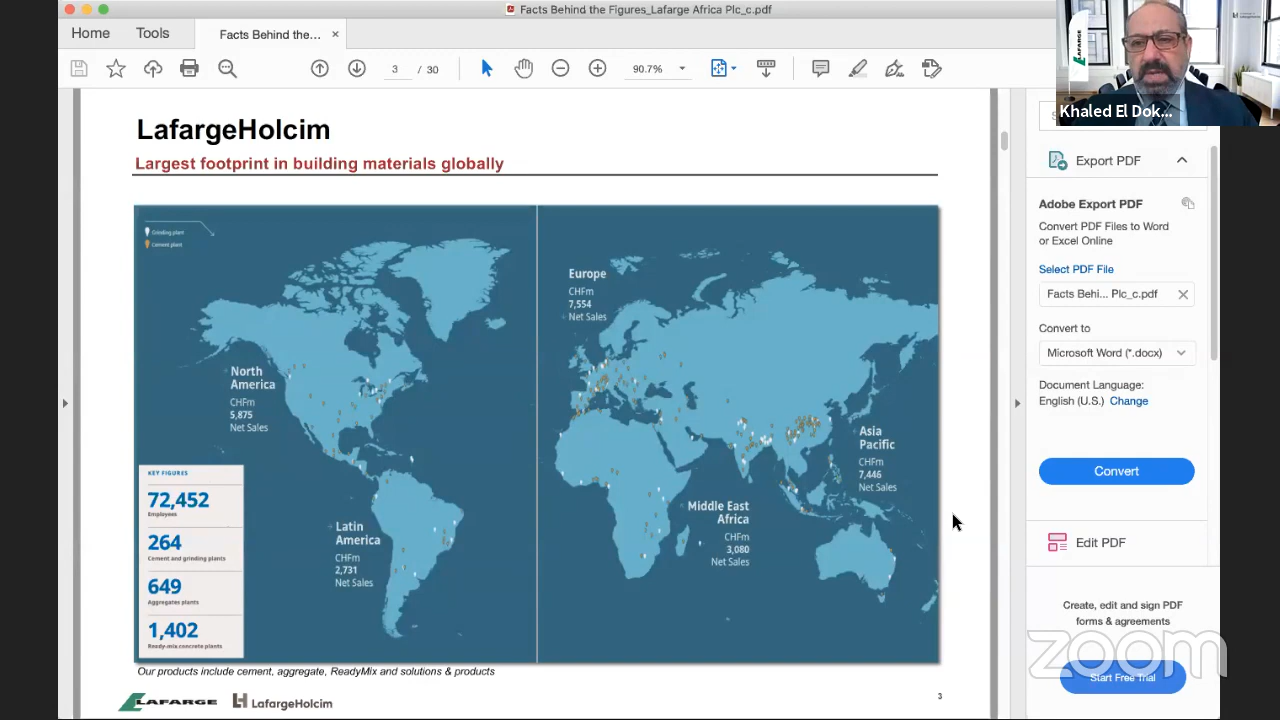 Facts Behind the Figures_Lafarge Africa Plc_c.pdf
Home
Tools
Facts Behind the...
3 / 30
90.7%
Khaled El Dok...
LafargeHolcim
Largest footprint in building materials globally
Grinding plant
Cement plant
North
America
CHFm
5,875
Net Sales
Latin
America
CHFm
2,731
Net Sales
Europe
CHFm
7,554
Net Sales
Middle East
Africa
CHFm
3,080
Net Sales
Asia
Pacific
CHFm
7,446
Net Sales
KEY FIGURES
72,452
Employees
264
Cement and grinding plants
649
Aggregates plants
1,402
Ready-mix concrete plants
Our products include cement, aggregate, ReadyMix and solutions & products
LAFARGE
LafargeHolcim
3
Export PDF
Adobe Export PDF
Convert PDF Files to Word
or Excel Online
Select PDF File
Facts Behi... Plc_c.pdf
Convert to
Microsoft Word (*.docx)
Document Language:
English (U.S.) Change
Convert
Edit PDF
Create, edit and sign PDF
forms & agreements
Start Free Trial
zoom
LAFARGE